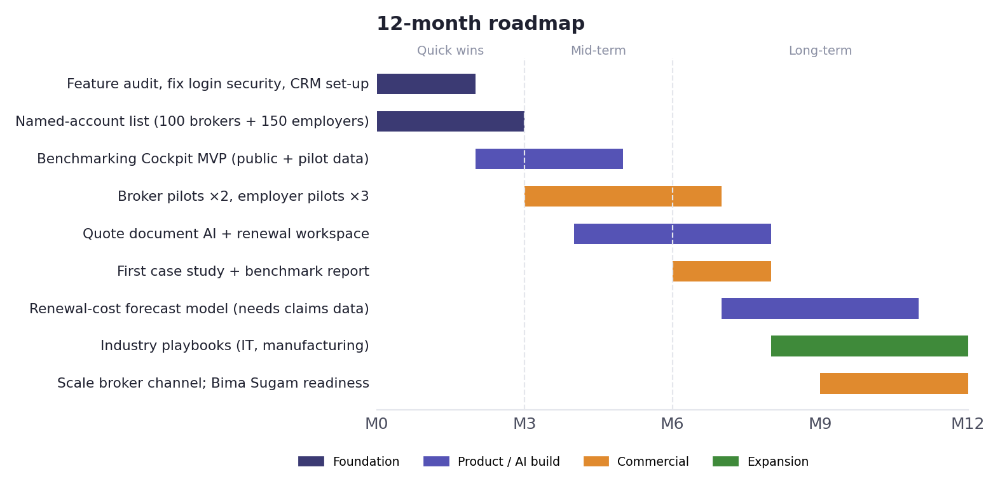 12-month roadmap
Quick wins Mid-term Long-term
Feature audit, fix login security, CRM set-up
Named-account list (100 brokers + 150 employers)
Benchmarking Cockpit MVP (public + pilot data)
Broker pilots ×2, employer pilots ×3
Quote document AI + renewal workspace
First case study + benchmark report
Renewal-cost forecast model (needs claims data)
Industry playbooks (IT, manufacturing)
Scale broker channel; Bima Sugam readiness
M0 M3 M6 M9 M12
Foundation Product / AI build Commercial Expansion